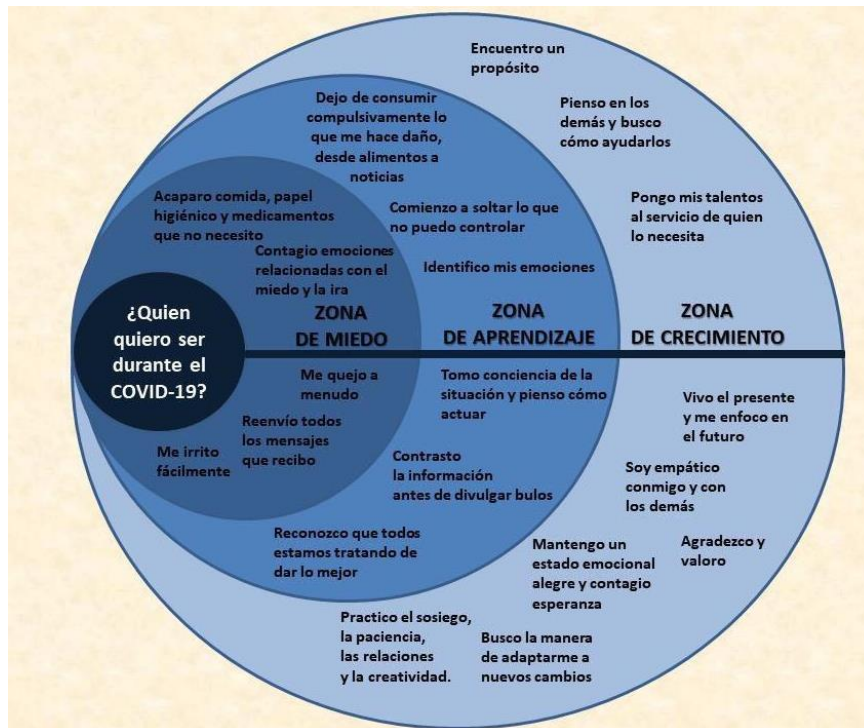 Encuentro un
propósito
Pienso en los
demás y busco
cómo ayudarlos
Pongo mis talentos
al servicio de quien
lo necesita
Dejo de consumir
compulsivamente lo
que me hace daño,
desde alimentos a
noticias
Comienzo a soltar lo que
no puedo controlar
Identifico mis emociones
Acaparo comida, papel
higiénico y medicamentos
que no necesito
Contagio emociones
relacionadas con el
miedo y la ira
¿Quien
quiero ser
durante el
COVID-19?
ZONA
DE MIEDO
ZONA
DE APRENDIZAJE
ZONA
DE CRECIMIENTO
Me quejo a
menudo
Reenvío todos
los mensajes
que recibo
Me irrito
fácilmente
Tomo conciencia de la
situación y pienso cómo
actuar
Contrasto
la información
antes de divulgar bulos
Reconozco que todos
estamos tratando de
dar lo mejor
Vivo el presente
y me enfoco en
el futuro
Soy empático
conmigo y con
los demás
Agradezco y
valoro
Mantengo un
estado emocional
alegre y contagio
esperanza
Practico el sosiego,
la paciencia,
las relaciones
y la creatividad.
Busco la manera
de adaptarme a
nuevos cambios